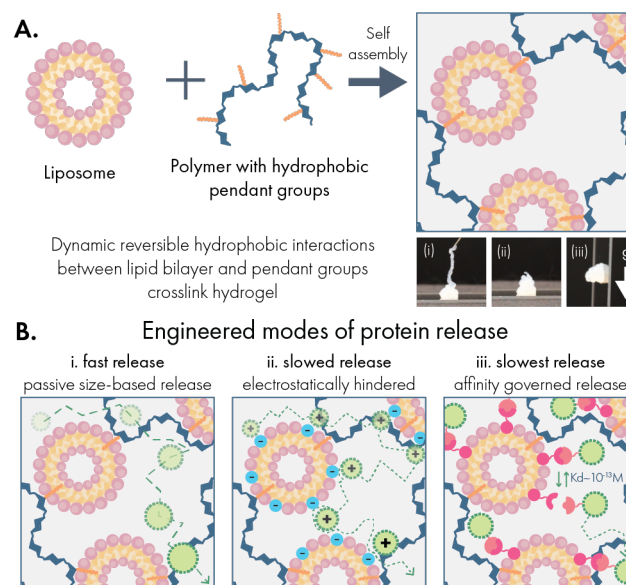 A.
Self
assembly
Liposome
Polymer with hydrophobic
pendant groups
Dynamic reversible hydrophobic interactions
between lipid bilayer and pendant groups
crosslink hydrogel
(i)
(ii)
(iii)
g
B.
Engineered modes of protein release
i. fast release
passive size-based release
ii. slowed release
electrostatically hindered
iii. slowest release
affinity governed release
Kd~10⁻¹³M